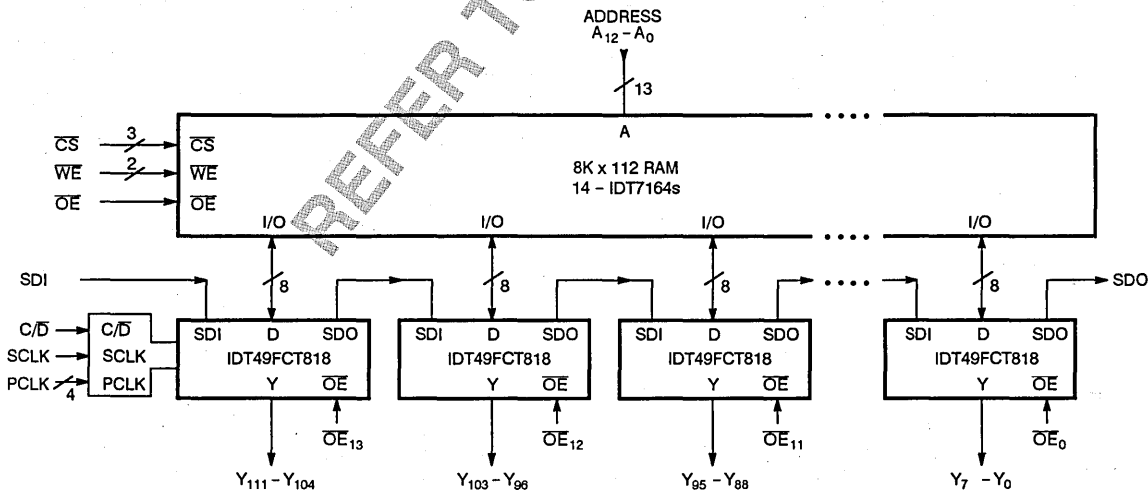 ADDRESS
A12 – A0
13
A
CS 3 CS
WE 2 WE
OE OE
8K x 112 RAM
14 – IDT7164s
I/O I/O I/O I/O
REFER
SDI 8 8 8 8 SDO
C/D C/D
SCLK SCLK
PCLK 4 PCLK
SDI D SDO SDI D SDO SDI D SDO SDI D SDO
IDT49FCT818 IDT49FCT818 IDT49FCT818 IDT49FCT818
Y OE Y OE Y OE Y OE
OE13 OE12 OE11 OE0
Y111 – Y104 Y103 – Y96 Y95 – Y88 Y7 – Y0